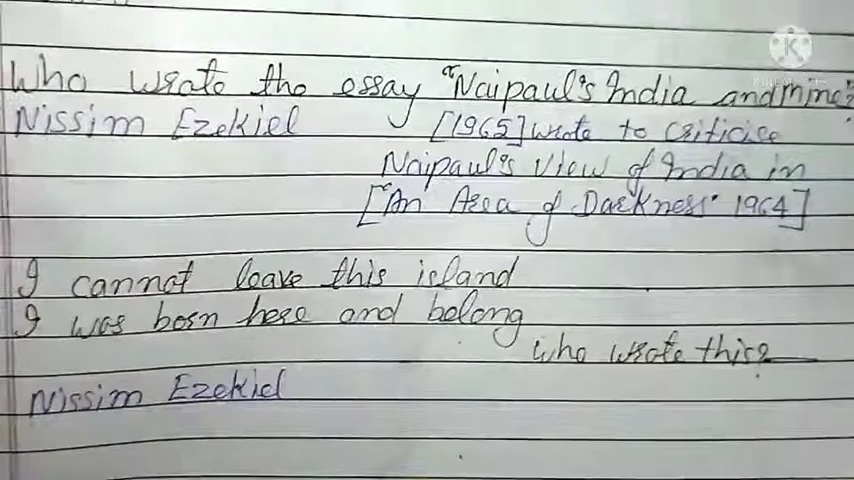 Who wrote the essay "Naipaul's India and mine?
Nissim Ezekiel [1965] wrote to criticise
Naipaul's view of India in
["An Area of Darkness" 1964]
I cannot leave this island
I was born here and belong
who wrote this?
Nissim Ezekiel
K